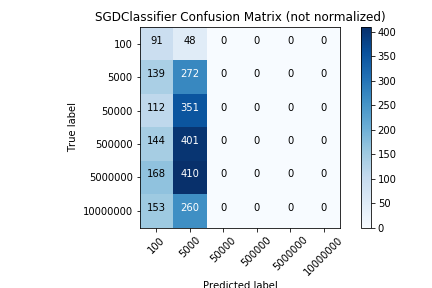 SGDClassifier Confusion Matrix (not normalized)
100 91 48 0 0 0 0
5000 139 272 0 0 0 0
50000 112 351 0 0 0 0
500000 144 401 0 0 0 0
5000000 168 410 0 0 0 0
10000000 153 260 0 0 0 0
True label
100 5000 50000 500000 5000000 10000000
Predicted label
400
350
300
250
200
150
100
50
0